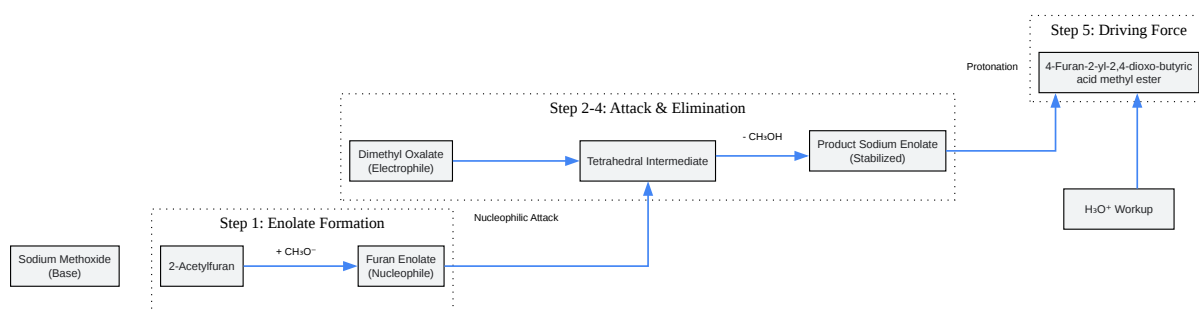 Step 5: Driving Force
4-Furan-2-yl-2,4-dioxo-butyric
acid methyl ester
Protonation
Step 2-4: Attack & Elimination
Dimethyl Oxalate
(Electrophile)
Tetrahedral Intermediate
- CH₃OH
Product Sodium Enolate
(Stabilized)
H₃O⁺ Workup
Nucleophilic Attack
Step 1: Enolate Formation
Sodium Methoxide
(Base)
2-Acetylfuran
+ CH₃O⁻
Furan Enolate
(Nucleophile)